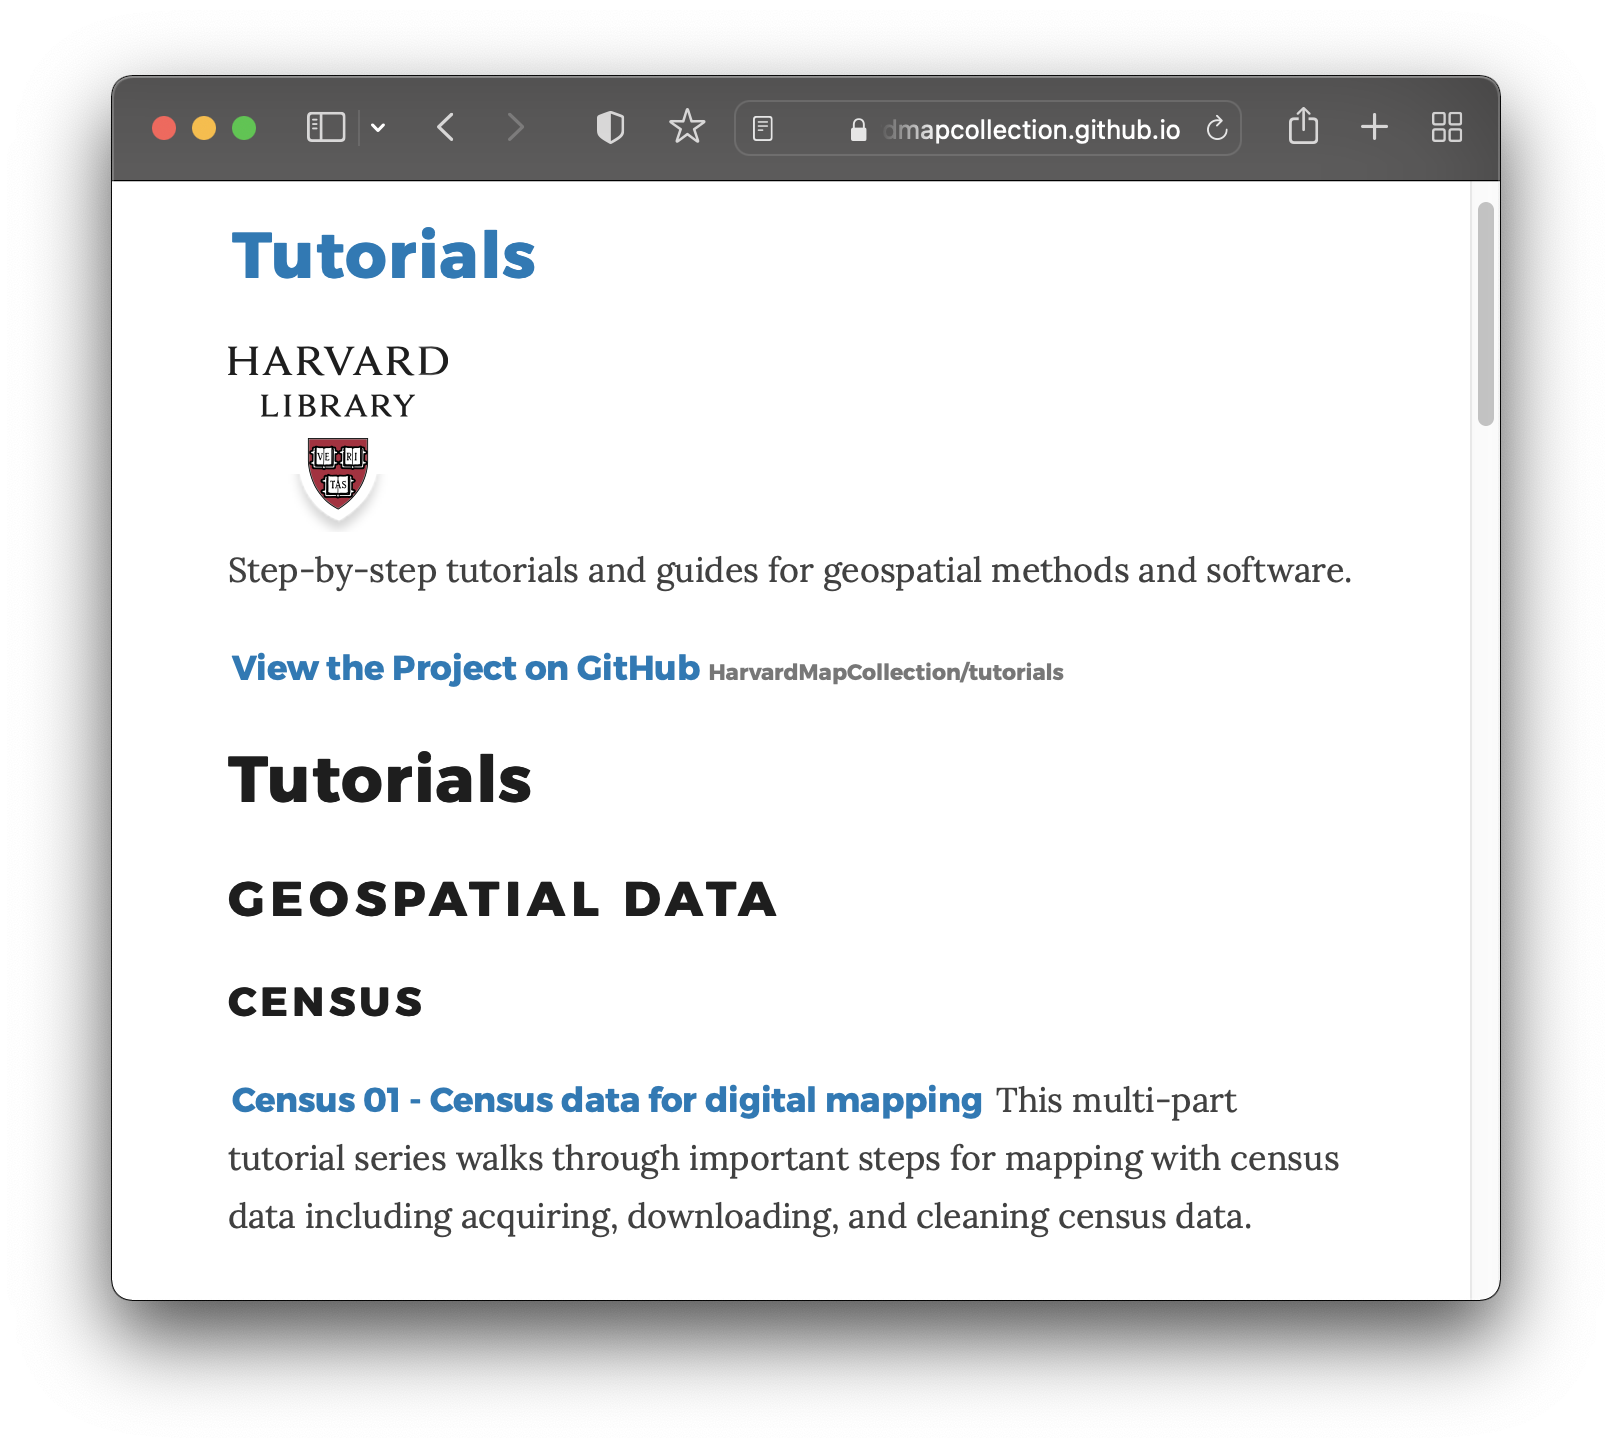 dmapcollection.github.io
Tutorials
HARVARD
LIBRARY
VE RI
TAS
Step-by-step tutorials and guides for geospatial methods and software.
View the Project on GitHub HarvardMapCollection/tutorials
Tutorials
GEOSPATIAL DATA
CENSUS
Census 01 - Census data for digital mapping This multi-part
tutorial series walks through important steps for mapping with census
data including acquiring, downloading, and cleaning census data.